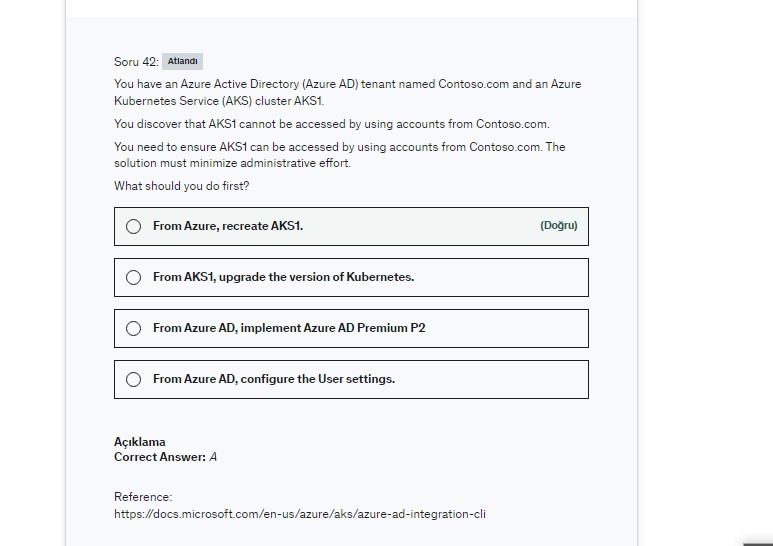 Soru 42: Atlandı
You have an Azure Active Directory (Azure AD) tenant named Contoso.com and an Azure
Kubernetes Service (AKS) cluster AKS1.
You discover that AKS1 cannot be accessed by using accounts from Contoso.com.
You need to ensure AKS1 can be accessed by using accounts from Contoso.com. The
solution must minimize administrative effort.
What should you do first?
From Azure, recreate AKS1. (Doğru)
From AKS1, upgrade the version of Kubernetes.
From Azure AD, implement Azure AD Premium P2
From Azure AD, configure the User settings.
Açıklama
Correct Answer: A
Reference:
https://docs.microsoft.com/en-us/azure/aks/azure-ad-integration-cli